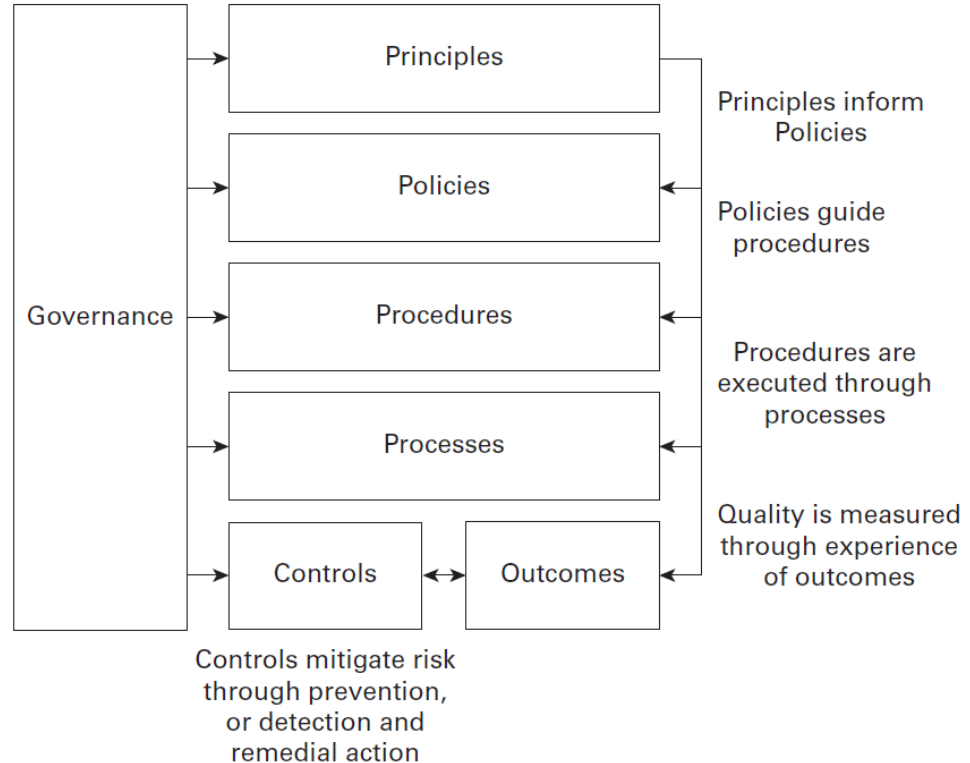 Principles
Principles inform
Policies
Policies
Policies guide
procedures
Governance
Procedures
Procedures are
executed through
processes
Processes
Quality is measured
through experience
of outcomes
Controls
Outcomes
Controls mitigate risk
through prevention,
or detection and
remedial action